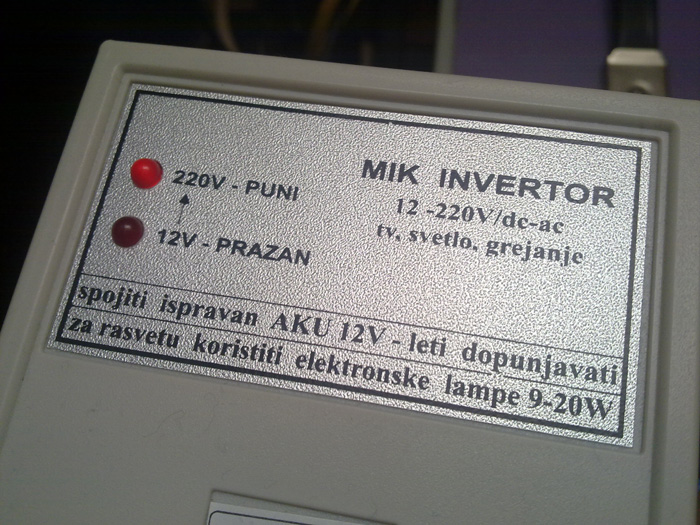 MIK INVERTOR
12 -220V/dc-ac
tv, svetlo, grejanje
220V - PUNI
12V - PRAZAN
spojiti ispravan AKU 12V - leti dopunjavati
za rasvetu koristiti elektronske lampe 9-20W